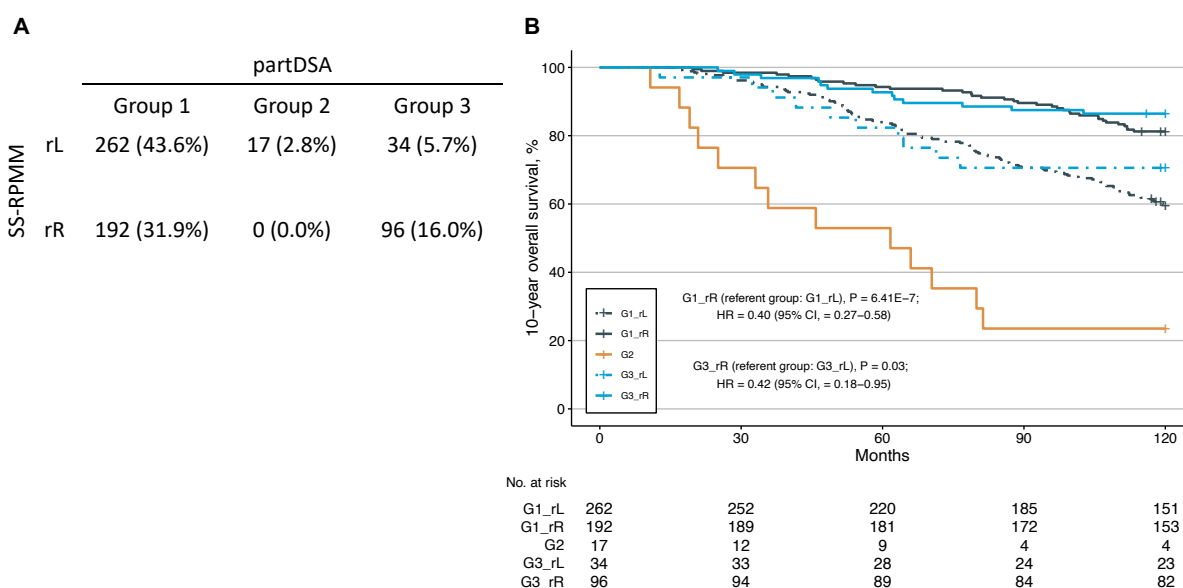 A
partDSA
Group 1 Group 2 Group 3
SS-RPMM
rL 262 (43.6%) 17 (2.8%) 34 (5.7%)
rR 192 (31.9%) 0 (0.0%) 96 (16.0%)
B
10−year overall survival, %
100
80
60
40
20
0
G1_rL
G1_rR
G2
G3_rL
G3_rR
G1_rR (referent group: G1_rL), P = 6.41E−7;
HR = 0.40 (95% CI, = 0.27−0.58)
G3_rR (referent group: G3_rL), P = 0.03;
HR = 0.42 (95% CI, = 0.18−0.95)
0 30 60 90 120
Months
No. at risk
G1_rL 262 252 220 185 151
G1_rR 192 189 181 172 153
G2 17 12 9 4 4
G3_rL 34 33 28 24 23
G3_rR 96 94 89 84 82